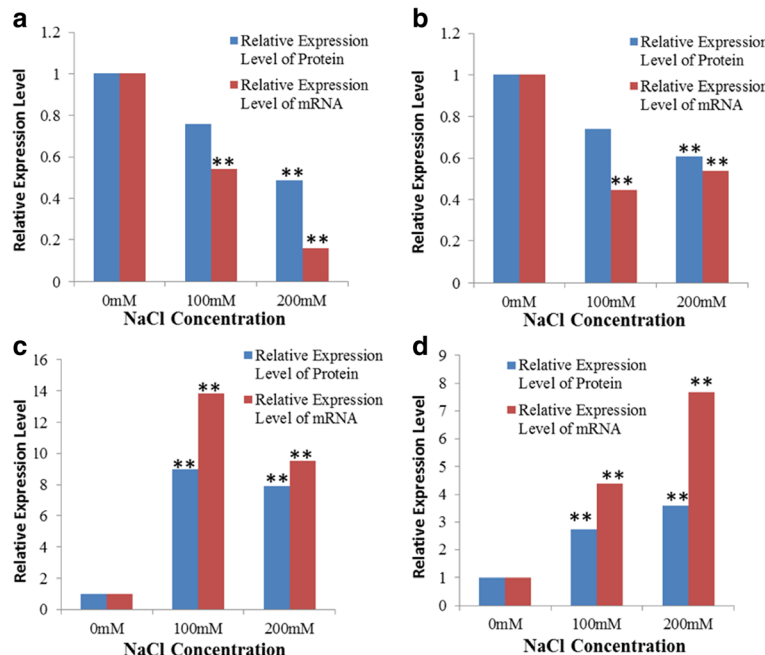 a
1.2
1
0.8
0.6
0.4
0.2
0
Relative Expression Level
Relative Expression
Level of Protein
Relative Expression
Level of mRNA
**
**
**
0mM 100mM 200mM
NaCl Concentration
b
1.2
1
0.8
0.6
0.4
0.2
0
Relative Expression Level
Relative Expression
Level of Protein
Relative Expression
Level of mRNA
**
**
**
0mM 100mM 200mM
NaCl Concentration
c
16
14
12
10
8
6
4
2
0
Relative Expression Level
Relative Expression
Level of Protein
Relative Expression
Level of mRNA
**
**
**
**
0mM 100mM 200mM
NaCl Concentration
d
9
8
7
6
5
4
3
2
1
0
Relative Expression Level
Relative Expression
Level of Protein
Relative Expression
Level of mRNA
**
**
**
**
0mM 100mM 200mM
NaCl Concentration